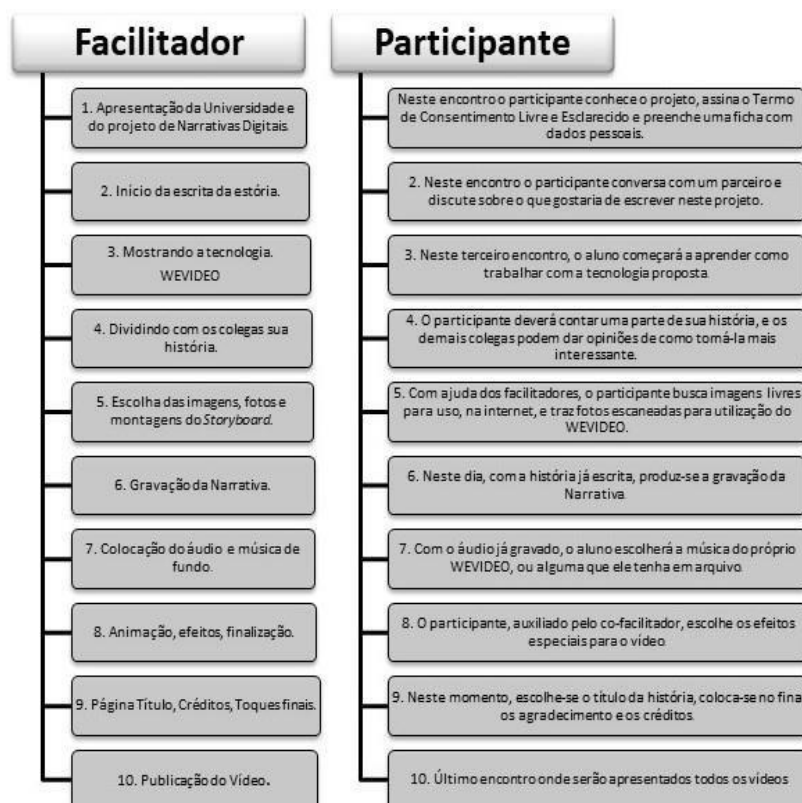 Facilitador
1. Apresentação da Universidade e
do projeto de Narrativas Digitais.
2. Início da escrita da estória.
3. Mostrando a tecnologia.
WEVIDEO
4. Dividindo com os colegas sua
história.
5. Escolha das imagens, fotos e
montagens do Storyboard.
6. Gravação da Narrativa.
7. Colocação do áudio e música de
fundo.
8. Animação, efeitos, finalização.
9. Página Título, Créditos, Toques finais.
10. Publicação do Vídeo.
Participante
Neste encontro o participante conhece o projeto, assina o Termo
de Consentimento Livre e Esclarecido e preenche uma ficha com
dados pessoais.
2. Neste encontro o participante conversa com um parceiro e
discute sobre o que gostaria de escrever neste projeto.
3. Neste terceiro encontro, o aluno começará a aprender como
trabalhar com a tecnologia proposta.
4. O participante deverá contar uma parte de sua história, e os
demais colegas podem dar opiniões de como torná-la mais
interessante.
5. Com ajuda dos facilitadores, o participante busca imagens livres
para uso, na internet, e traz fotos escaneadas para utilização do
WEVIDEO.
6. Neste dia, com a história já escrita, produz-se a gravação da
Narrativa.
7. Com o áudio já gravado, o aluno escolherá a música do próprio
WEVIDEO, ou alguma que ele tenha em arquivo.
8. O participante, auxiliado pelo co-facilitador, escolhe os efeitos
especiais para o vídeo.
9. Neste momento, escolhe-se o título da história, coloca-se no fina
os agradecimento e os créditos.
10. Último encontro onde serão apresentados todos os vídeos